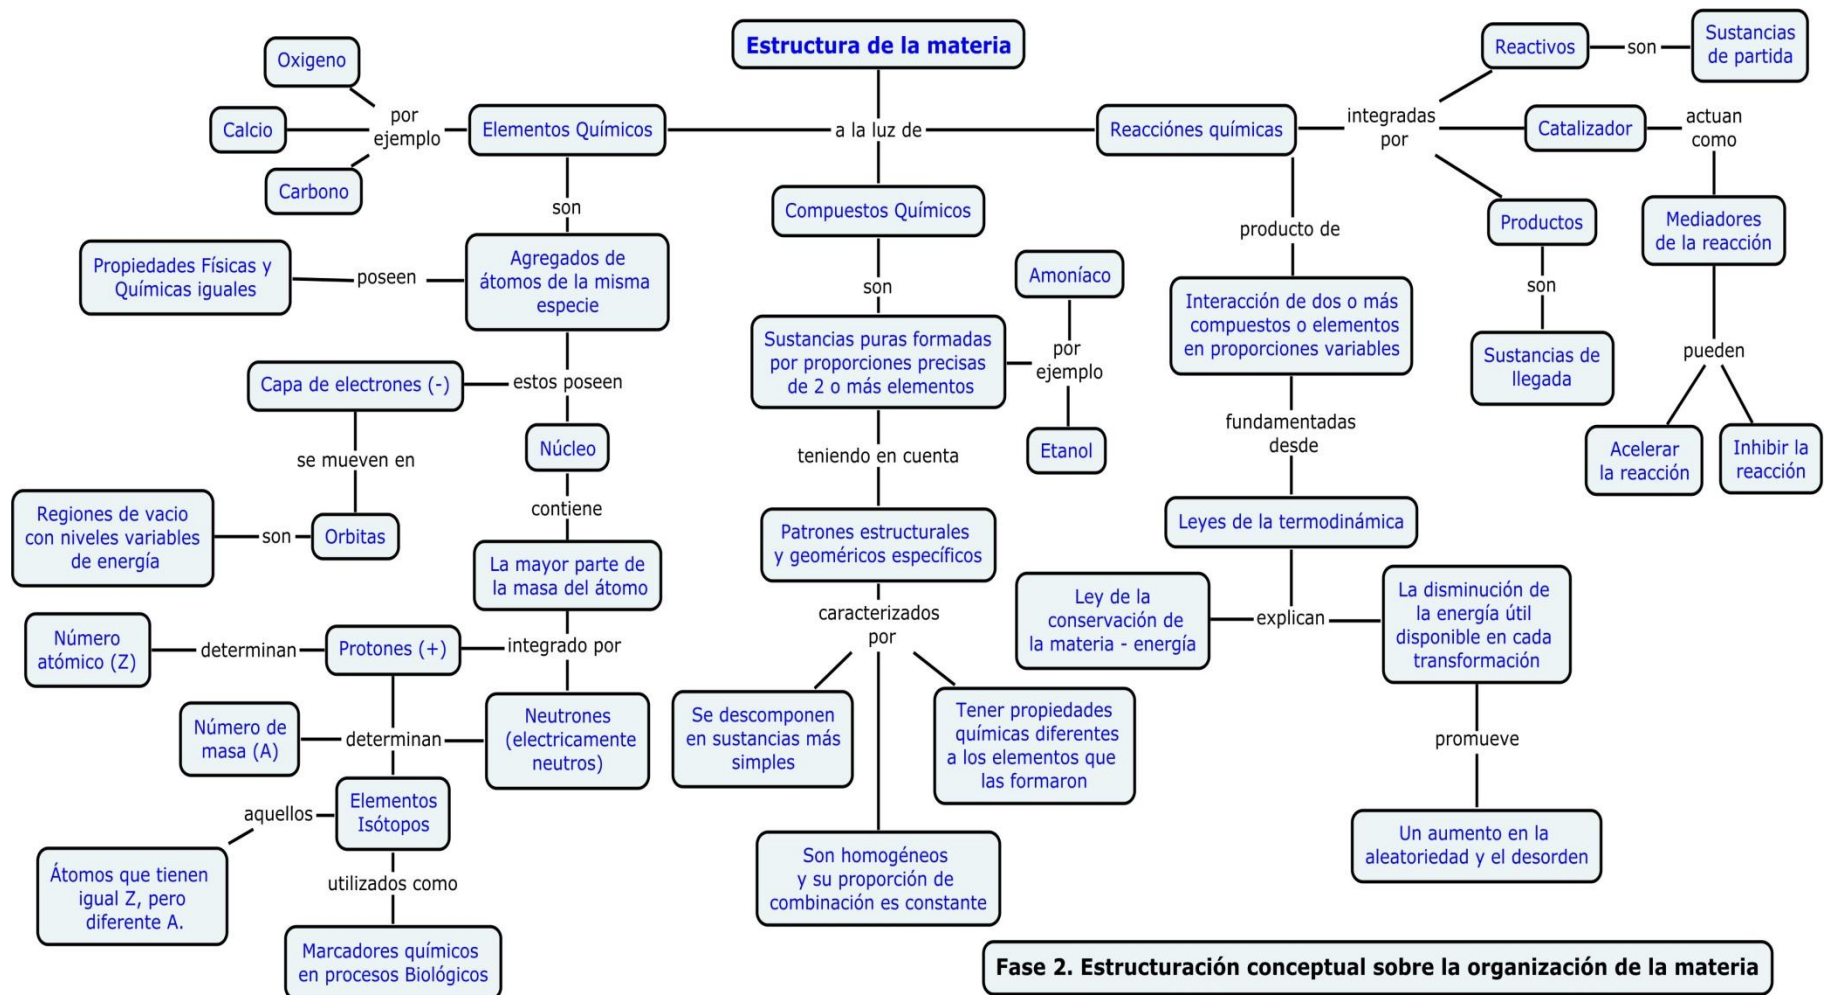 Estructura de la materia
a la luz de
Elementos Químicos
por
ejemplo
Oxigeno
Calcio
Carbono
son
Agregados de
átomos de la misma
especie
poseen
Propiedades Físicas y
Químicas iguales
estos poseen
Capa de electrones (-)
se mueven en
Orbitas
son
Regiones de vacio
con niveles variables
de energía
Núcleo
contiene
La mayor parte de
la masa del átomo
integrado por
Protones (+)
determinan
Número
atómico (Z)
Neutrones
(electricamente
neutros)
determinan
Número de
masa (A)
Elementos
Isótopos
aquellos
Átomos que tienen
igual Z, pero
diferente A.
utilizados como
Marcadores químicos
en procesos Biológicos
Compuestos Químicos
son
Sustancias puras formadas
por proporciones precisas
de 2 o más elementos
por
ejemplo
Amoníaco
Etanol
teniendo en cuenta
Patrones estructurales
y geoméricos específicos
caracterizados
por
Se descomponen
en sustancias más
simples
Son homogéneos
y su proporción de
combinación es constante
Tener propiedades
químicas diferentes
a los elementos que
las formaron
Reacciónes químicas
integradas
por
Reactivos
son
Sustancias
de partida
Catalizador
actuan
como
Mediadores
de la reacción
pueden
Acelerar
la reacción
Inhibir la
reacción
Productos
son
Sustancias de
llegada
producto de
Interacción de dos o más
compuestos o elementos
en proporciones variables
fundamentadas
desde
Leyes de la termodinámica
explican
Ley de la
conservación de
la materia - energía
La disminución de
la energía útil
disponible en cada
transformación
promueve
Un aumento en la
aleatoriedad y el desorden
Fase 2. Estructuración conceptual sobre la organización de la materia